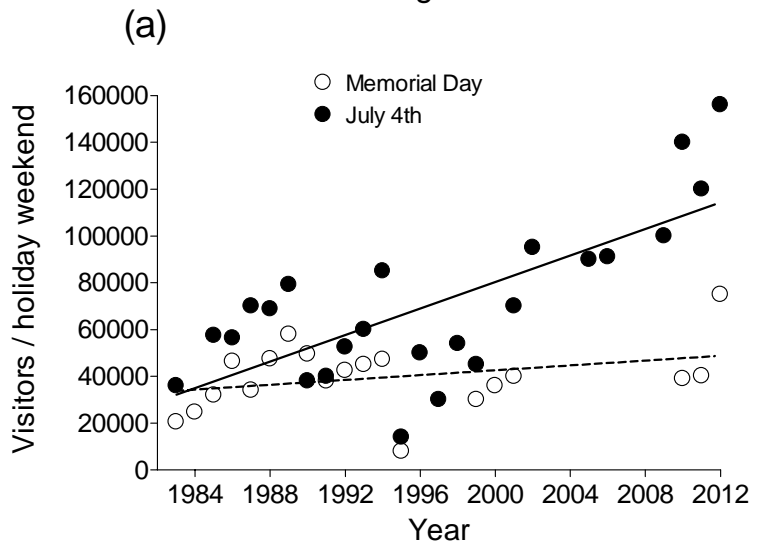 (a)
Memorial Day
July 4th
Visitors / holiday weekend
160000
140000
120000
100000
80000
60000
40000
20000
0
1984 1988 1992 1996 2000 2004 2008 2012
Year